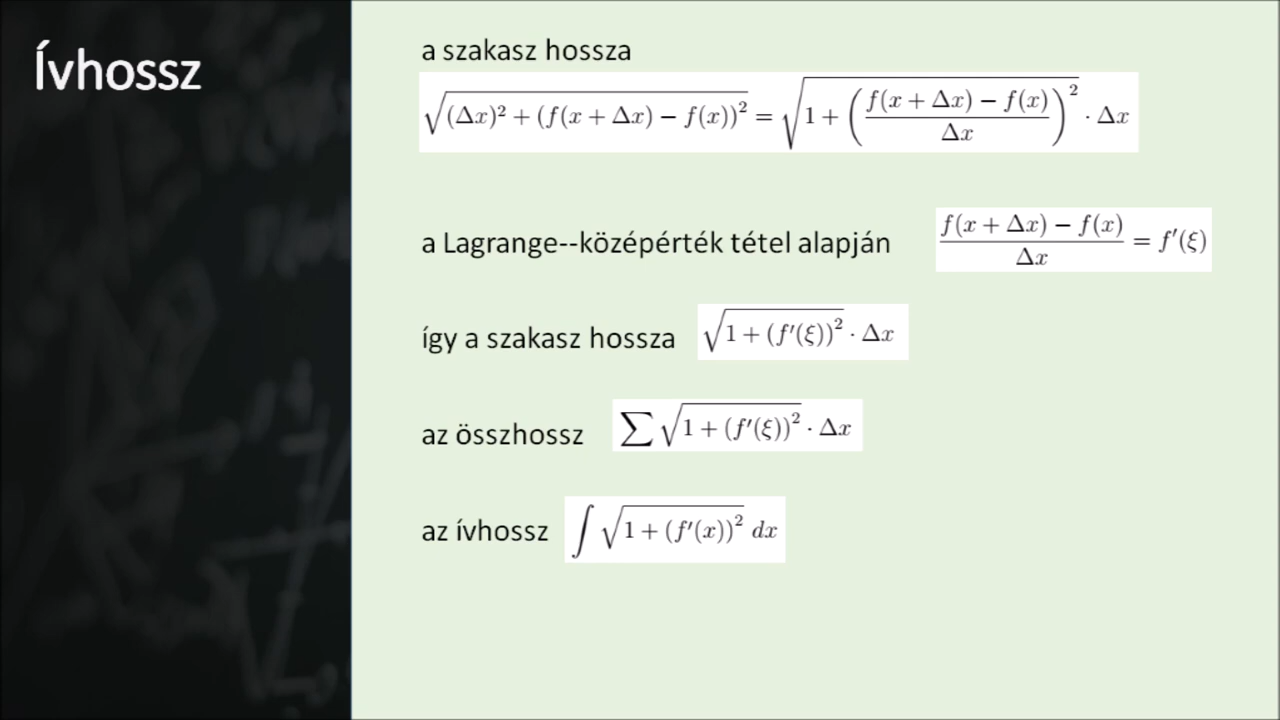 Ívhossz
a szakasz hossza
√((Δx)² + (f(x + Δx) − f(x))²) = √(1 + ((f(x + Δx) − f(x))/Δx)²) · Δx
a Lagrange--középérték tétel alapján (f(x + Δx) − f(x))/Δx = f′(ξ)
így a szakasz hossza √(1 + (f′(ξ))²) · Δx
az összhossz ∑ √(1 + (f′(ξ))²) · Δx
az ívhossz ∫ √(1 + (f′(x))²) dx